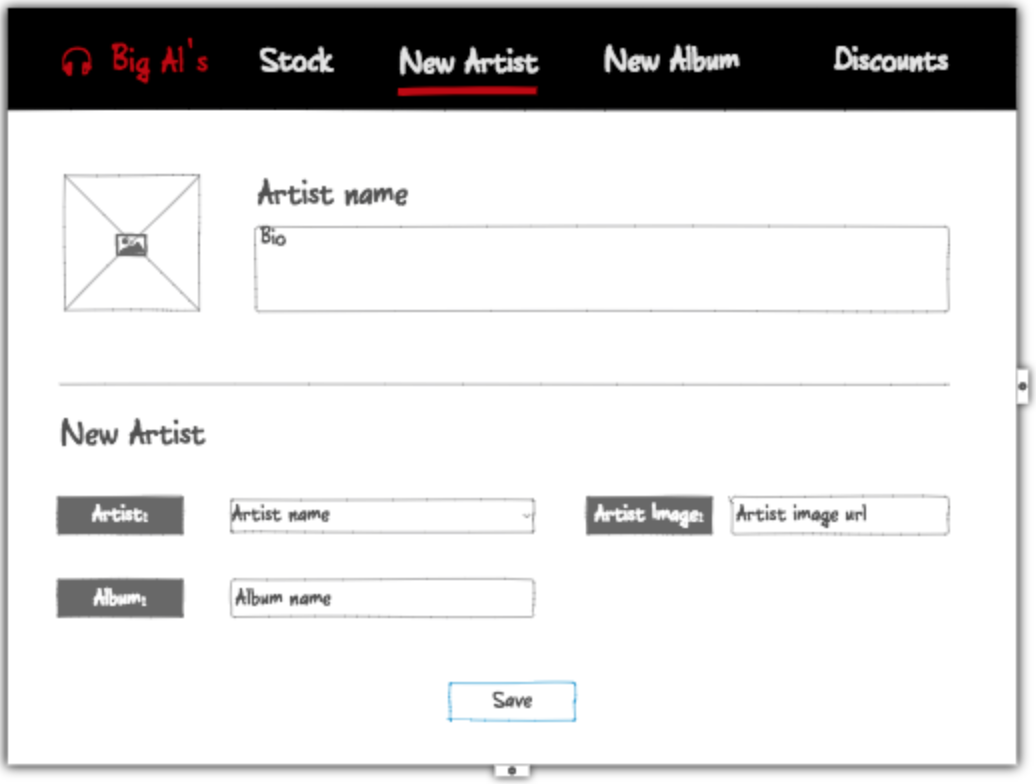 Big Al's Stock New Artist New Album Discounts
Artist name
Bio
New Artist
Artist: Artist name Artist Image: Artist image url
Album: Album name
Save